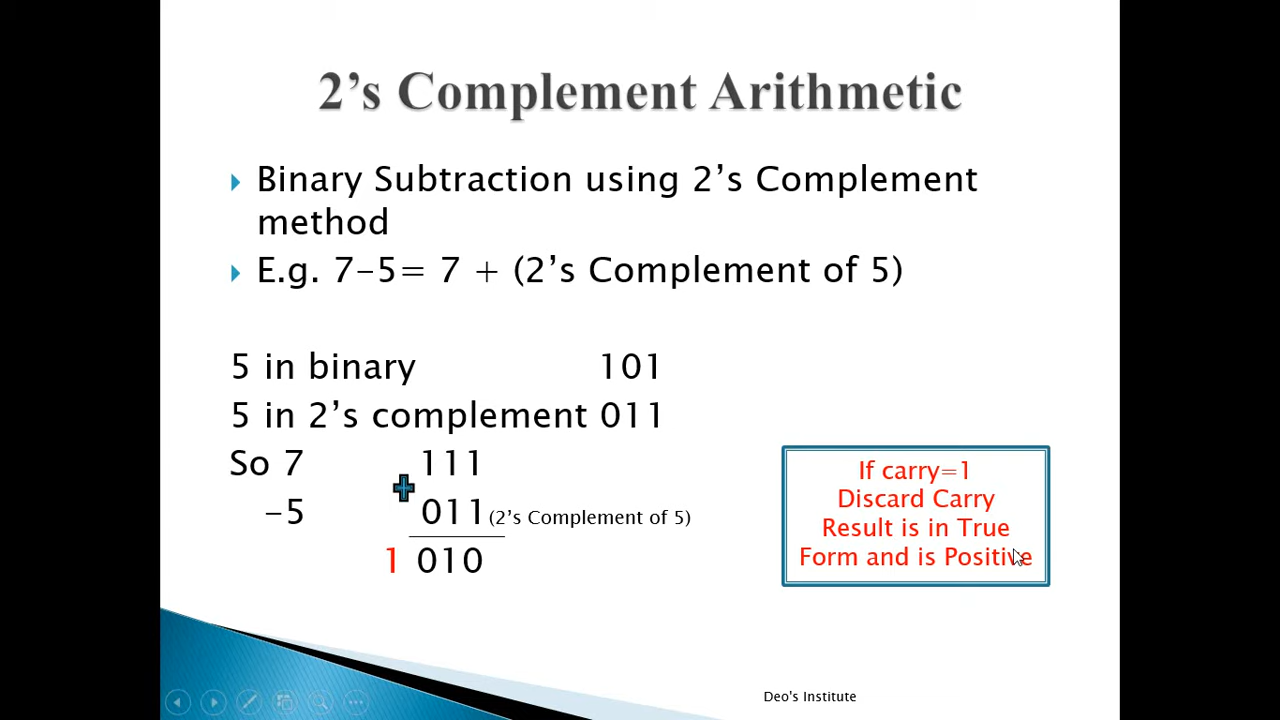 2's Complement Arithmetic
Binary Subtraction using 2's Complement
method
E.g. 7-5= 7 + (2's Complement of 5)
5 in binary 101
5 in 2's complement 011
So 7 111
-5 011(2's Complement of 5)
1 010
If carry=1
Discard Carry
Result is in True
Form and is Positive
Deo's Institute